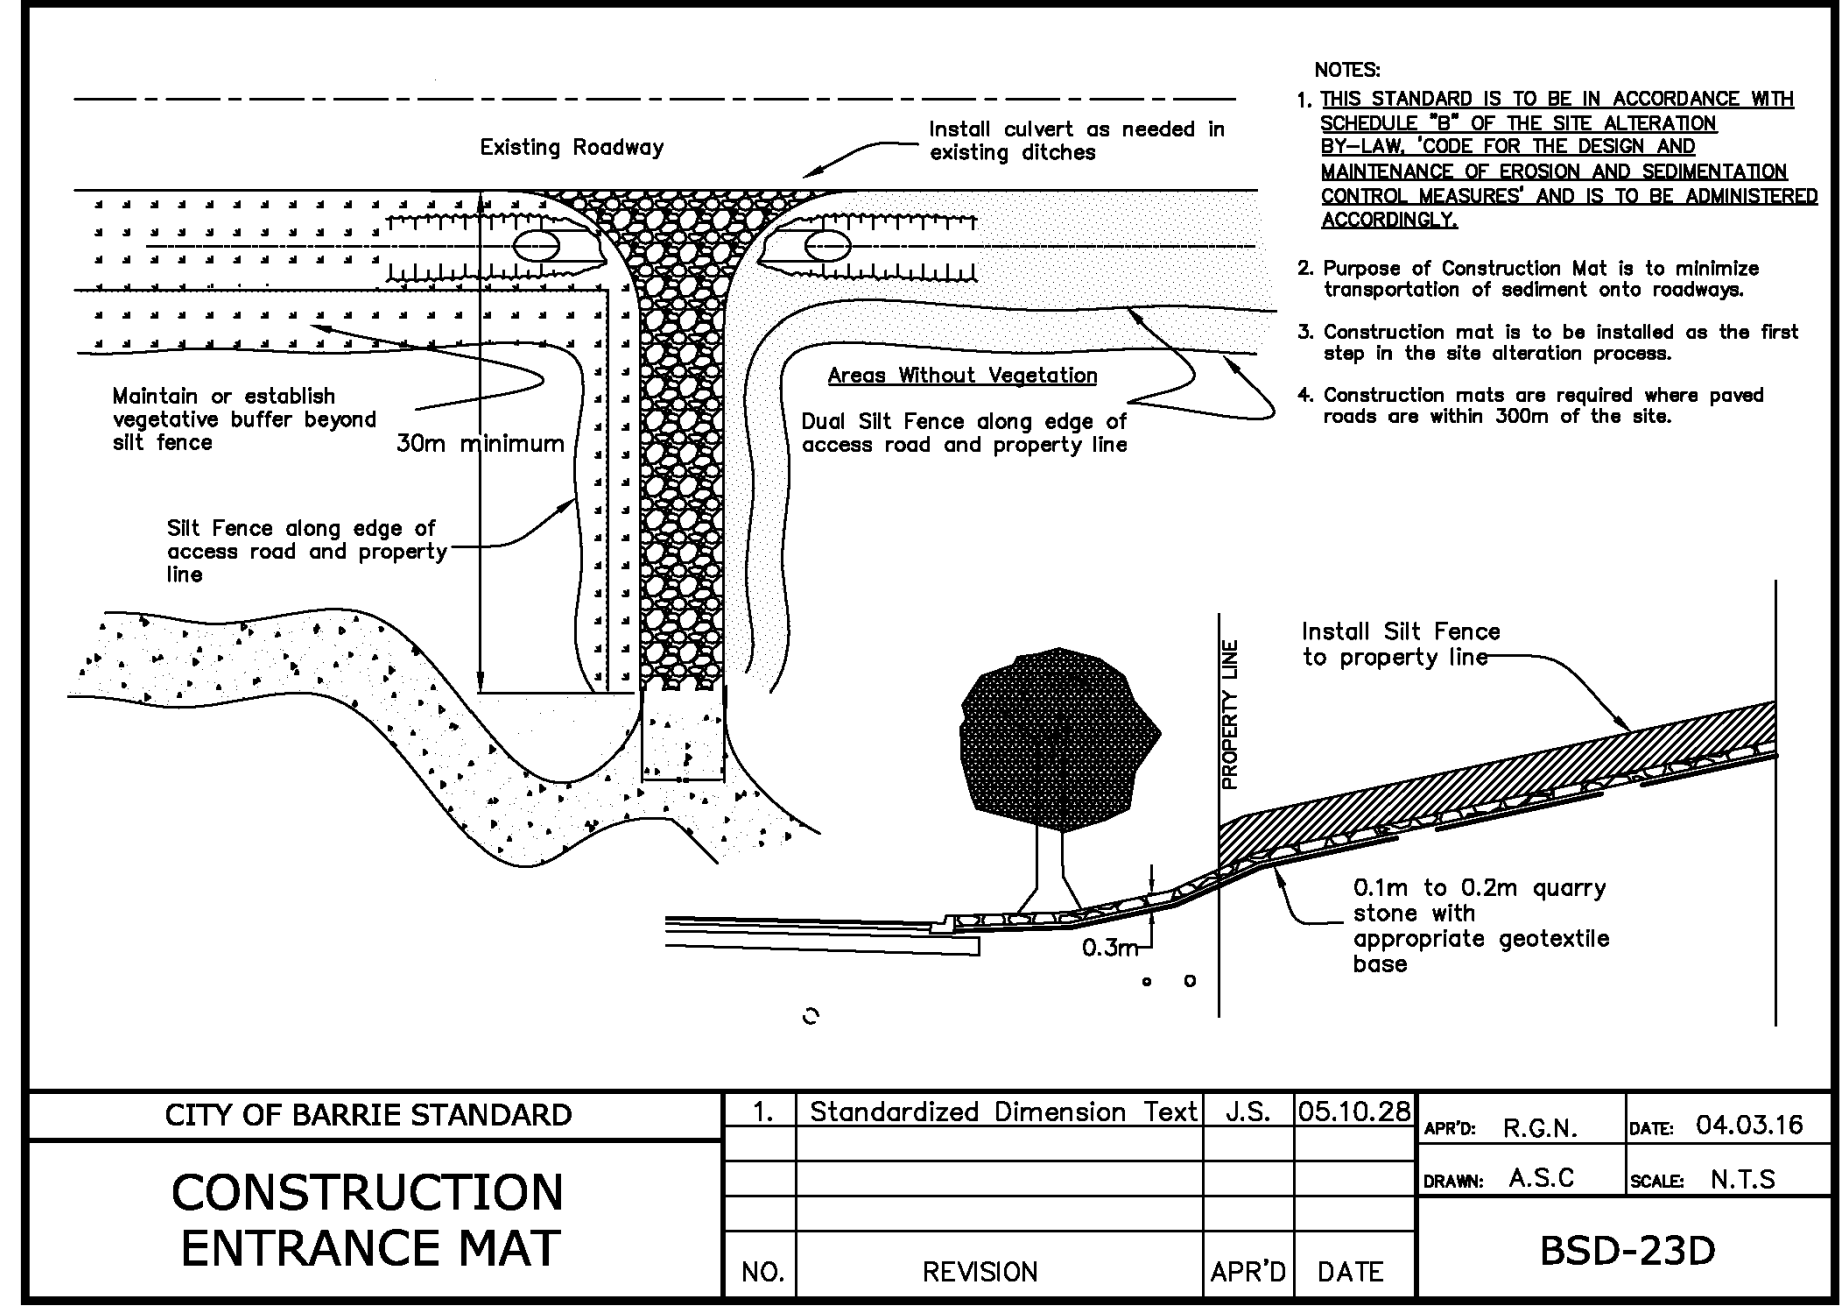 NOTES:
1. THIS STANDARD IS TO BE IN ACCORDANCE WITH
SCHEDULE "B" OF THE SITE ALTERATION
BY-LAW, 'CODE FOR THE DESIGN AND
MAINTENANCE OF EROSION AND SEDIMENTATION
CONTROL MEASURES' AND IS TO BE ADMINISTERED
ACCORDINGLY.
2. Purpose of Construction Mat is to minimize
transportation of sediment onto roadways.
3. Construction mat is to be installed as the first
step in the site alteration process.
4. Construction mats are required where paved
roads are within 300m of the site.
Existing Roadway
Install culvert as needed in
existing ditches
Maintain or establish
vegetative buffer beyond
silt fence
30m minimum
Areas Without Vegetation
Dual Silt Fence along edge of
access road and property line
Silt Fence along edge of
access road and property
line
PROPERTY LINE
Install Silt Fence
to property line
0.1m to 0.2m quarry
stone with
appropriate geotextile
base
0.3m
CITY OF BARRIE STANDARD
CONSTRUCTION
ENTRANCE MAT
1. Standardized Dimension Text J.S. 05.10.28
NO. REVISION APR'D DATE
APR'D: R.G.N. DATE: 04.03.16
DRAWN: A.S.C SCALE: N.T.S
BSD-23D